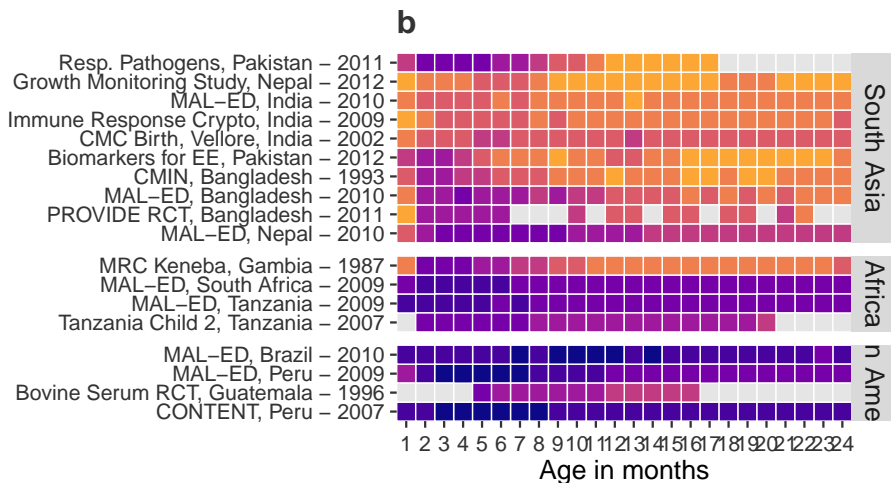 b
Resp. Pathogens, Pakistan − 2011
Growth Monitoring Study, Nepal − 2012
MAL−ED, India − 2010
Immune Response Crypto, India − 2009
CMC Birth, Vellore, India − 2002
Biomarkers for EE, Pakistan − 2012
CMIN, Bangladesh − 1993
MAL−ED, Bangladesh − 2010
PROVIDE RCT, Bangladesh − 2011
MAL−ED, Nepal − 2010
South Asia
MRC Keneba, Gambia − 1987
MAL−ED, South Africa − 2009
MAL−ED, Tanzania − 2009
Tanzania Child 2, Tanzania − 2007
Africa
MAL−ED, Brazil − 2010
MAL−ED, Peru − 2009
Bovine Serum RCT, Guatemala − 1996
CONTENT, Peru − 2007
n Ame
1 2 3 4 5 6 7 8 9 10 11 12 13 14 15 16 17 18 19 20 21 22 23 24
Age in months